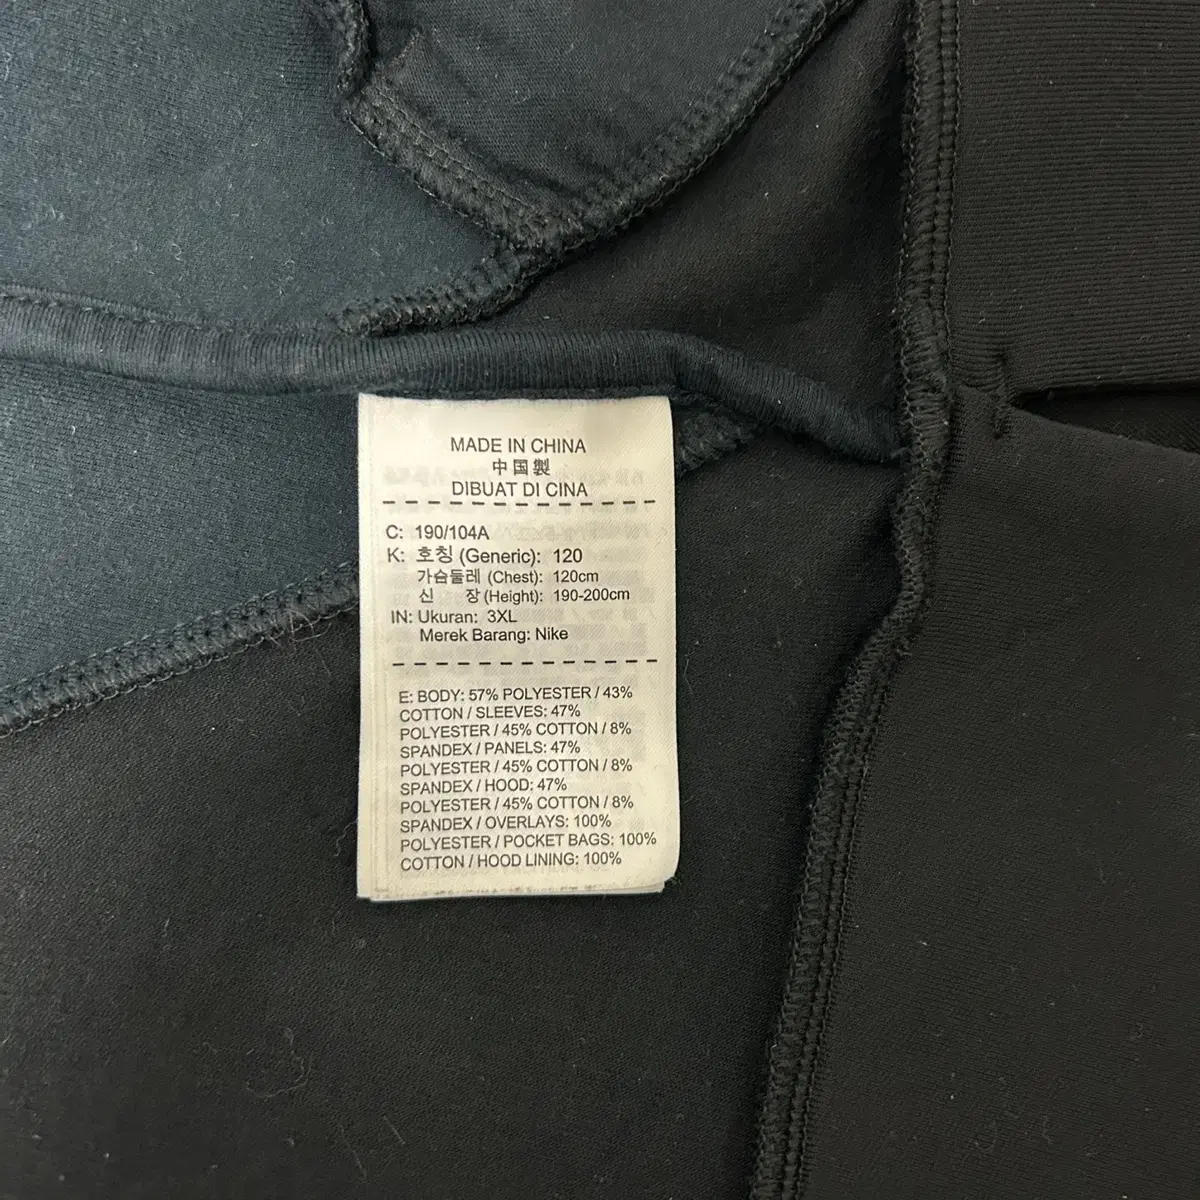 MADE IN CHINA
中国製
DIBUAT DI CINA
C: 190/104A
K: 호칭 (Generic): 120
가슴둘레 (Chest): 120cm
신 장 (Height): 190-200cm
IN: Ukuran: 3XL
Merek Barang: Nike
E: BODY: 57% POLYESTER / 43%
COTTON / SLEEVES: 47%
POLYESTER / 45% COTTON / 8%
SPANDEX / PANELS: 47%
POLYESTER / 45% COTTON / 8%
SPANDEX / HOOD: 47%
POLYESTER / 45% COTTON / 8%
SPANDEX / OVERLAYS: 100%
POLYESTER / POCKET BAGS: 100%
COTTON / HOOD LINING: 100%